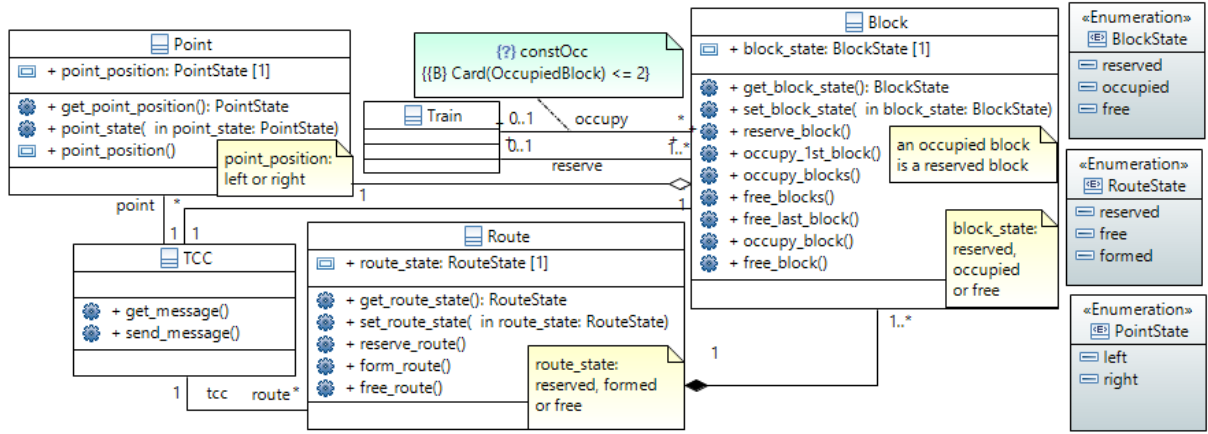 Point
+ point_position: PointState [1]
+ get_point_position(): PointState
+ point_state( in point_state: PointState)
+ point_position()
point_position:
left or right
{?} constOcc
{{B} Card(OccupiedBlock) <= 2}
Train
0..1
occupy
*
0..1
1..*
reserve
Block
+ block_state: BlockState [1]
+ get_block_state(): BlockState
+ set_block_state( in block_state: BlockState)
+ reserve_block()
+ occupy_1st_block()
+ occupy_blocks()
+ free_blocks()
+ free_last_block()
+ occupy_block()
+ free_block()
an occupied block
is a reserved block
block_state:
reserved,
occupied
or free
«Enumeration»
BlockState
reserved
occupied
free
«Enumeration»
RouteState
reserved
free
formed
«Enumeration»
PointState
left
right
1
1
point
*
1
1
TCC
+ get_message()
+ send_message()
1
tcc
route*
Route
+ route_state: RouteState [1]
+ get_route_state(): RouteState
+ set_route_state( in route_state: RouteState)
+ reserve_route()
+ form_route()
+ free_route()
route_state:
reserved, formed
or free
1
1..*